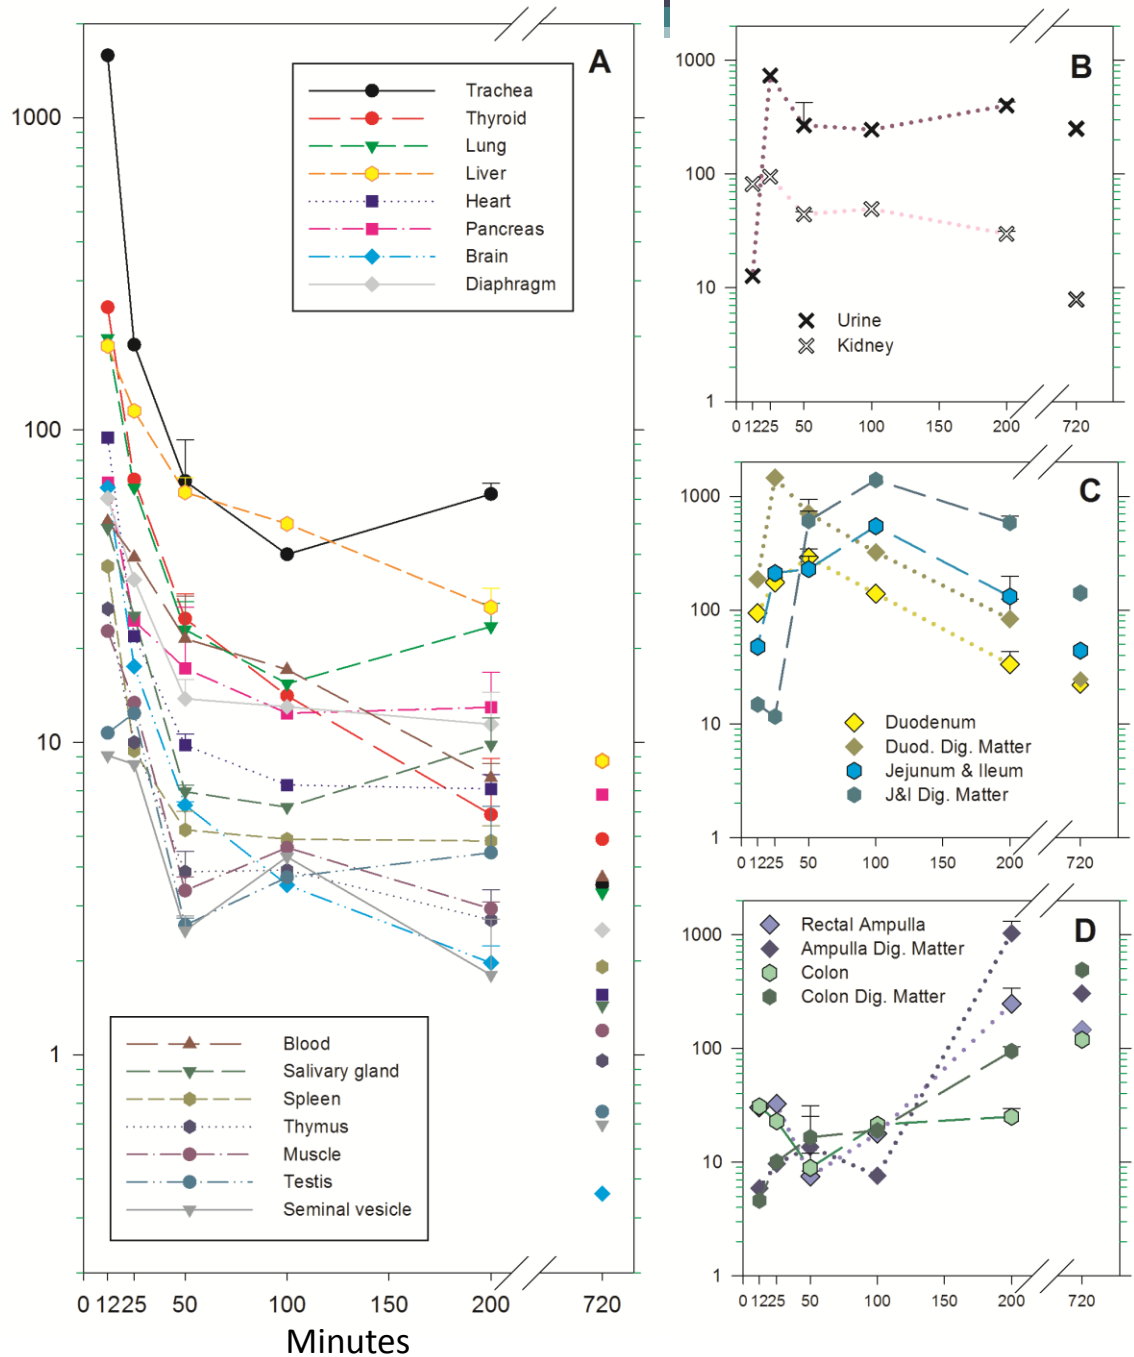 A
1000
100
10
1
Trachea
Thyroid
Lung
Liver
Heart
Pancreas
Brain
Diaphragm
Blood
Salivary gland
Spleen
Thymus
Muscle
Testis
Seminal vesicle
0 1225 50 100 200 720
Minutes
B
1000
100
10
1
Urine
Kidney
0 1225 50 100 150 200 720
C
1000
100
10
1
Duodenum
Duod. Dig. Matter
Jejunum & Ileum
J&I Dig. Matter
0 1225 50 100 150 200 720
D
1000
100
10
1
Rectal Ampulla
Ampulla Dig. Matter
Colon
Colon Dig. Matter
0 1225 50 100 150 200 720